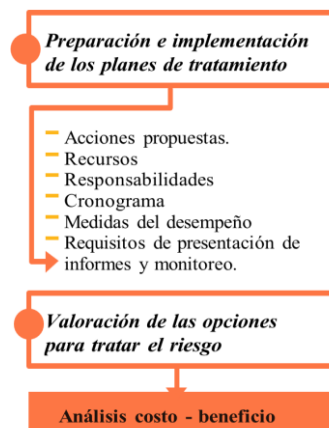 Preparación e implementación
de los planes de tratamiento
Acciones propuestas.
Recursos
Responsabilidades
Cronograma
Medidas del desempeño
Requisitos de presentación de
informes y monitoreo.
Valoración de las opciones
para tratar el riesgo
Análisis costo - beneficio